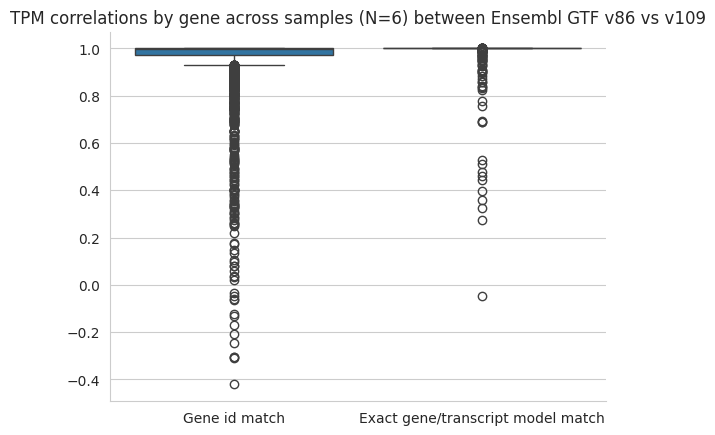 TPM correlations by gene across samples (N=6) between Ensembl GTF v86 vs v109
1.0
0.8
0.6
0.4
0.2
0.0
−0.2
−0.4
Gene id match
Exact gene/transcript model match